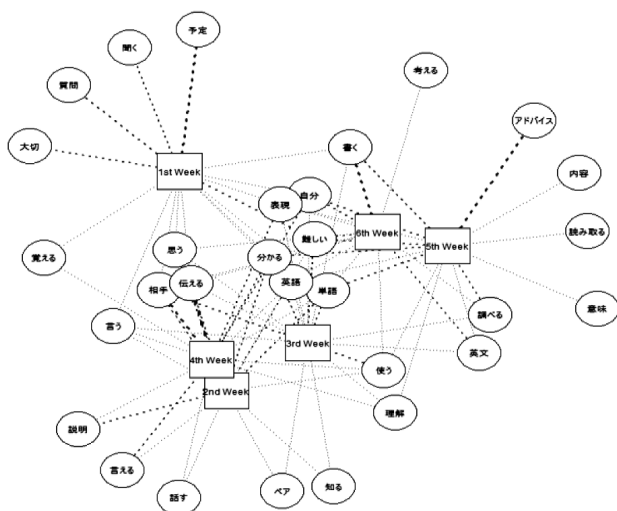 予定
聞く
考える
質問
アドバイス
大切
書く
1st Week
内容
自分
表現
6th Week
読み取る
難しい
5th Week
思う
覚える
分かる
相手
伝える
英語
単語
意味
調べる
言う
3rd Week
英文
4th Week
使う
2nd Week
理解
説明
言える
話す
ペア
知る